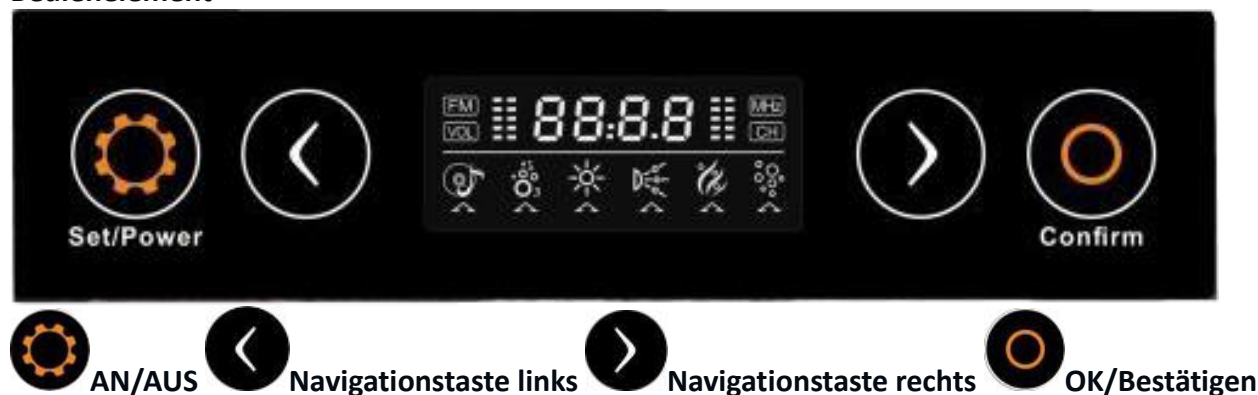 Bedienelement
FM 88:8.8 MHz
VOL CH
O3
Set/Power Confirm
AN/AUS Navigationstaste links Navigationstaste rechts OK/Bestätigen